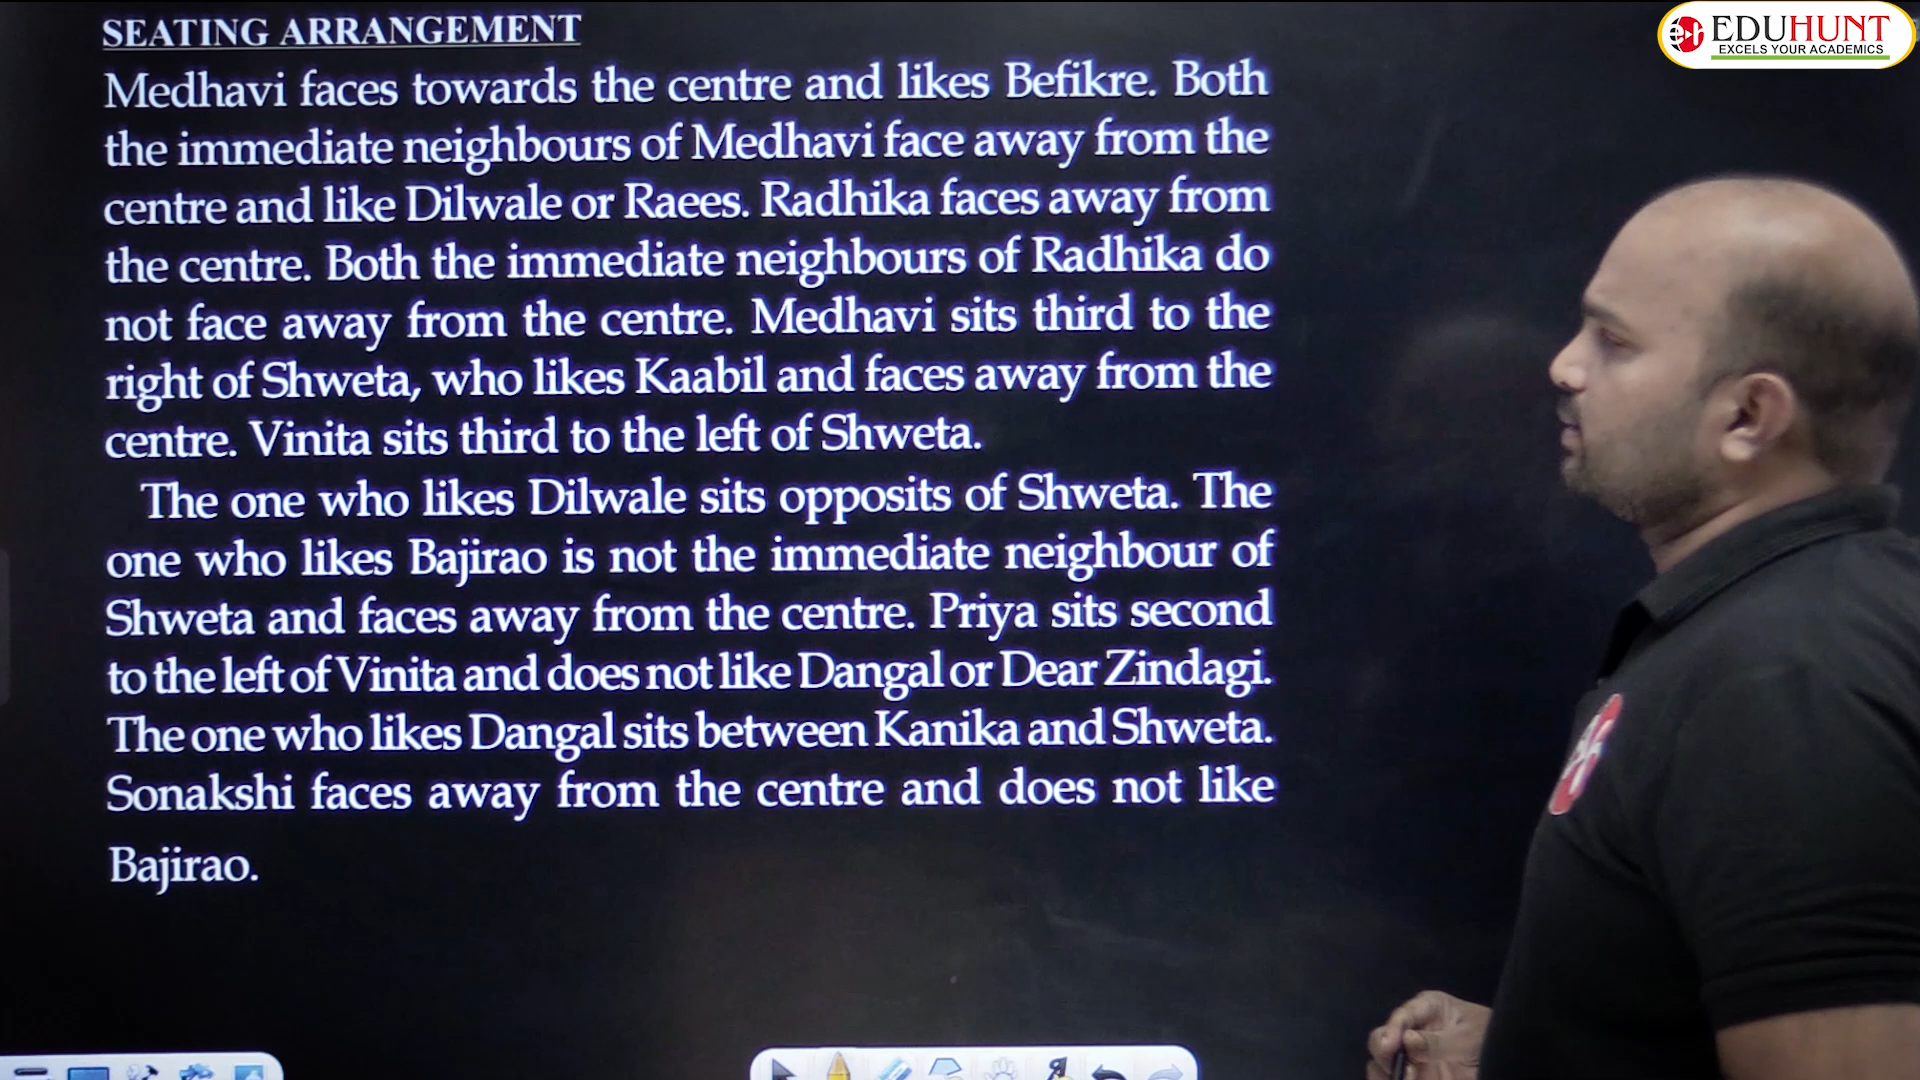 SEATING ARRANGEMENT
EDUHUNT
EXCELS YOUR ACADEMICS
Medhavi faces towards the centre and likes Befikre. Both
the immediate neighbours of Medhavi face away from the
centre and like Dilwale or Raees. Radhika faces away from
the centre. Both the immediate neighbours of Radhika do
not face away from the centre. Medhavi sits third to the
right of Shweta, who likes Kaabil and faces away from the
centre. Vinita sits third to the left of Shweta.
The one who likes Dilwale sits opposits of Shweta. The
one who likes Bajirao is not the immediate neighbour of
Shweta and faces away from the centre. Priya sits second
to the left of Vinita and does not like Dangal or Dear Zindagi.
The one who likes Dangal sits between Kanika and Shweta.
Sonakshi faces away from the centre and does not like
Bajirao.